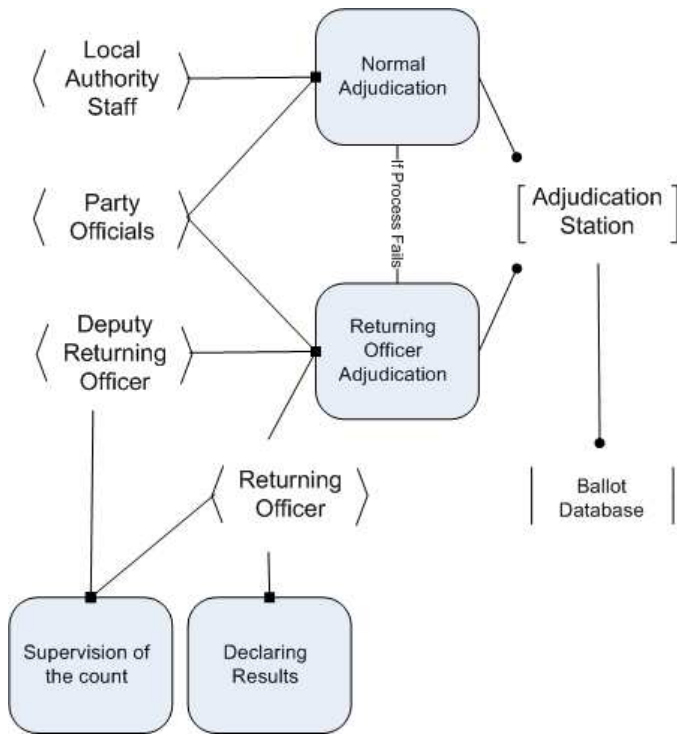 Local
Authority
Staff
Normal
Adjudication
If Process Fails
Party
Officials
Adjudication
Station
Deputy
Returning
Officer
Returning
Officer
Adjudication
Returning
Officer
Ballot
Database
Supervision of
the count
Declaring
Results